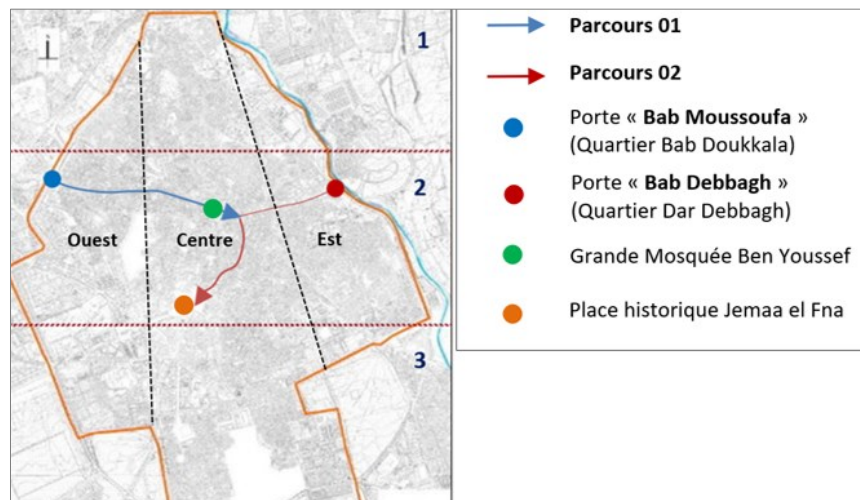 1
2
Ouest
Centre
Est
3
Parcours 01
Parcours 02
Porte « Bab Moussoufa »
(Quartier Bab Doukkala)
Porte « Bab Debbagh »
(Quartier Dar Debbagh)
Grande Mosquée Ben Youssef
Place historique Jemaa el Fna